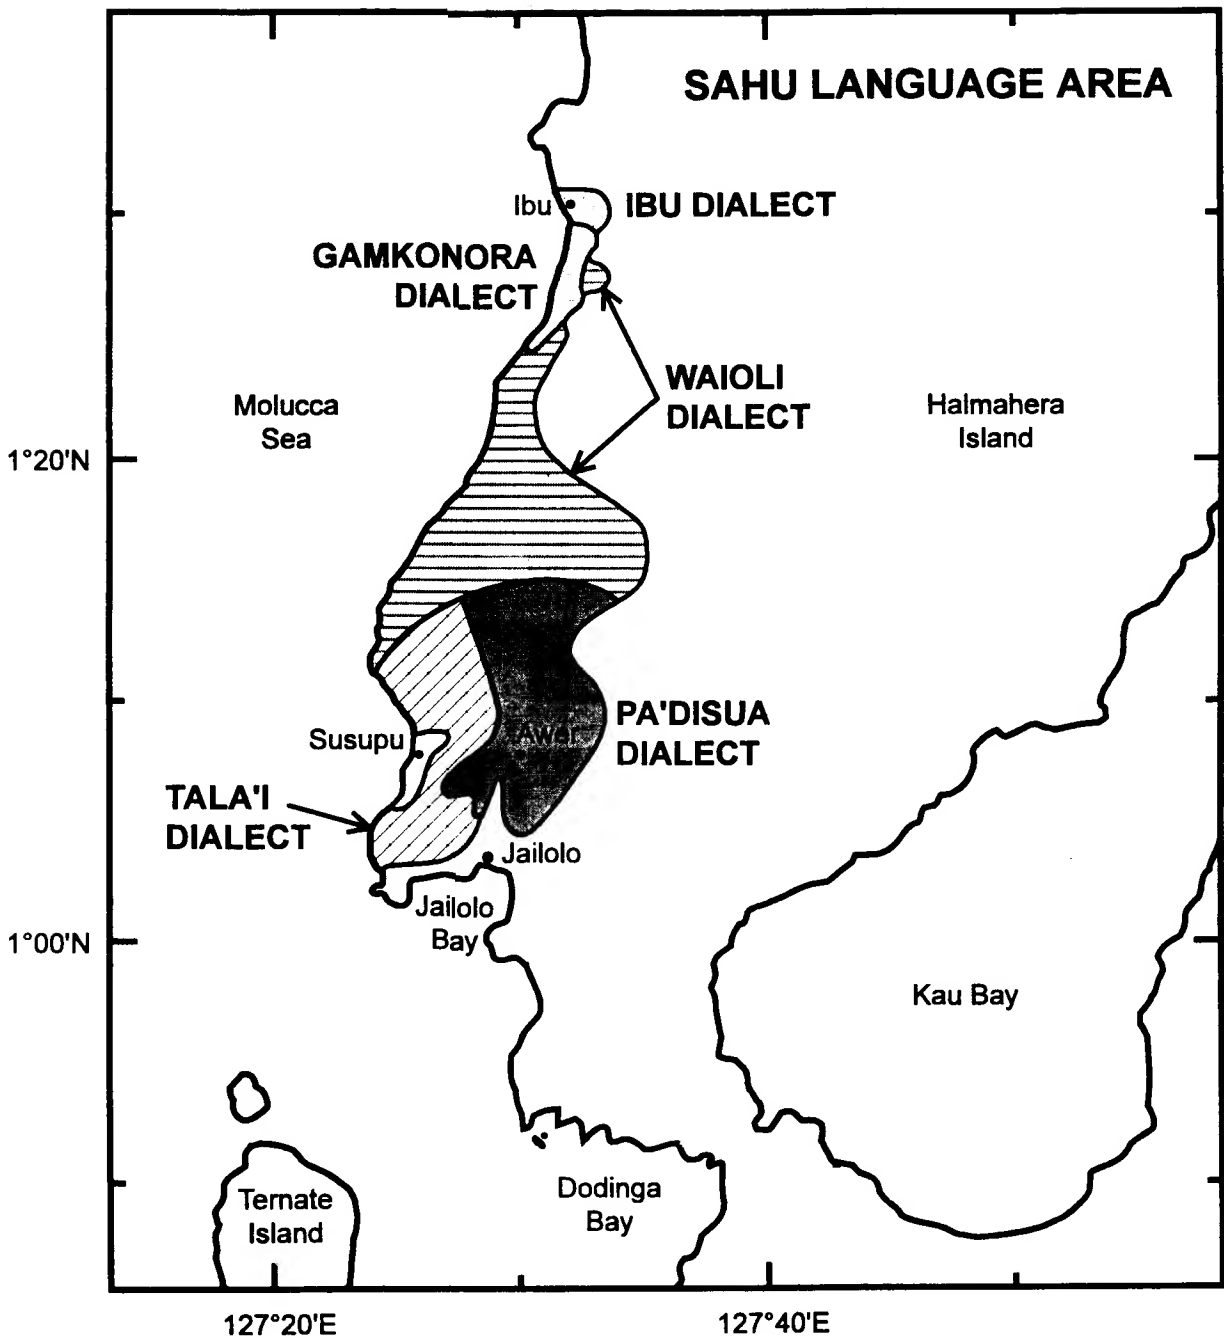 SAHU LANGUAGE AREA
Ibu
IBU DIALECT
GAMKONORA
DIALECT
WAIOLI
DIALECT
Molucca
Sea
Halmahera
Island
1°20'N
Susupu
Awer
PA'DISUA
DIALECT
TALA'I
DIALECT
Jailolo
Jailolo
Bay
1°00'N
Kau Bay
Ternate
Island
Dodinga
Bay
127°20'E
127°40'E